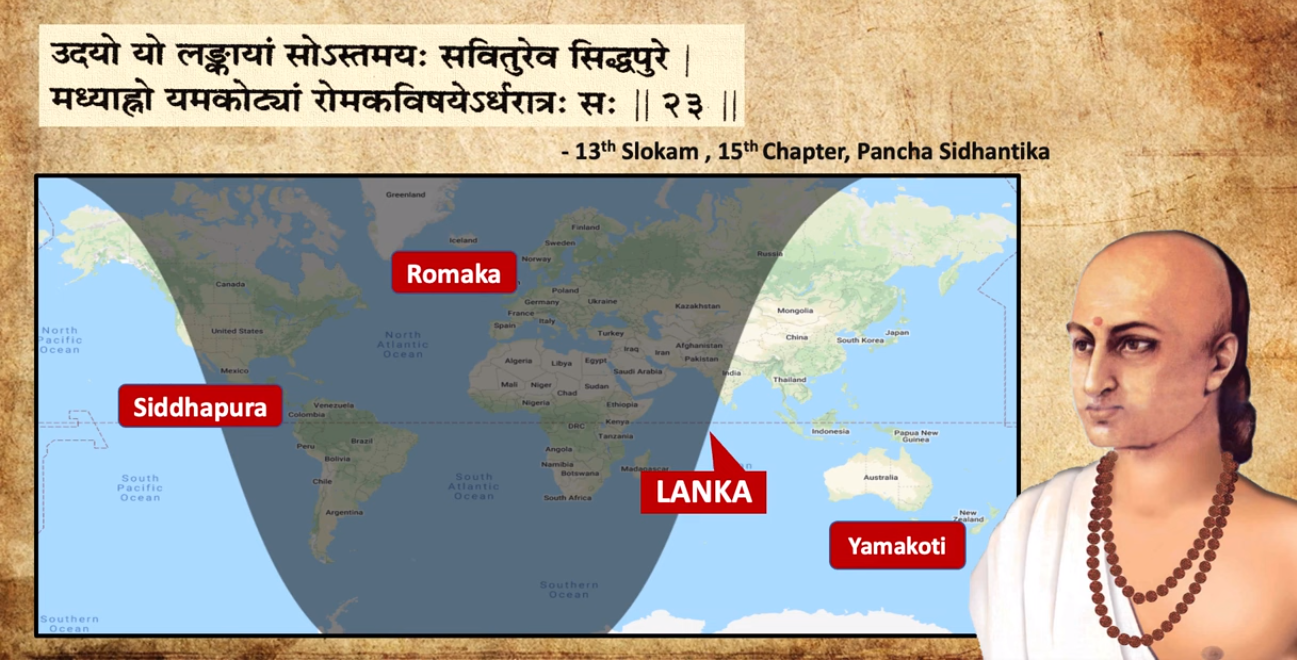 उदयो यो लङ्कायां सोऽस्तमयः सवितुरेव सिद्धपुरे |
मध्याह्नो यमकोट्यां रोमकविषयेऽर्धरात्रः सः || २३ ||
- 13th Slokam , 15th Chapter, Pancha Sidhantika
Greenland
Iceland
Finland
Sweden
Norway
Russia
Romaka
Canada
Poland
Germany
Ukraine
France
Kazakhstan
Mongolia
Spain
Italy
United States
North Pacific Ocean
North Atlantic Ocean
Turkey
China
South Korea
Japan
Iraq
Iran
Afghanistan
Pakistan
Algeria
Libya
Egypt
Saudi Arabia
India
Mexico
Mali
Niger
Sudan
Chad
Thailand
Nigeria
Ethiopia
Siddhapura
Venezuela
Colombia
DRC
Kenya
Tanzania
Indonesia
Papua New Guinea
Peru
Brazil
Bolivia
Angola
Namibia
Botswana
Madagascar
South Pacific Ocean
South Atlantic Ocean
LANKA
Australia
Chile
South Africa
Argentina
New Zealand
Yamakoti
Southern Ocean
Southern Ocean